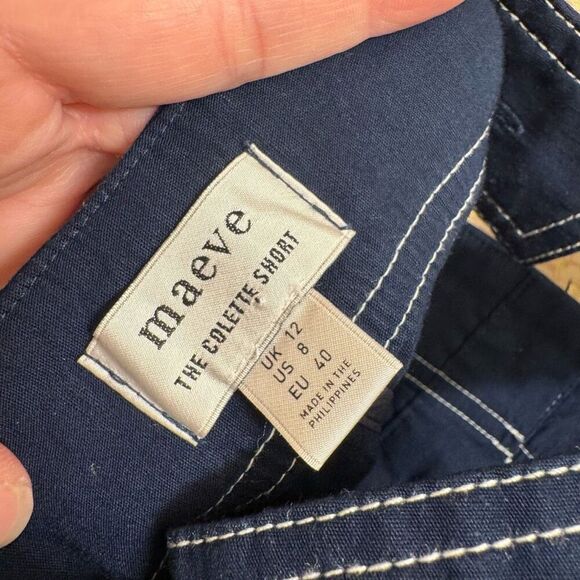 maeve
THE COLETTE SHORT
UK 12
US 8
EU 40
MADE IN THE
PHILIPPINES